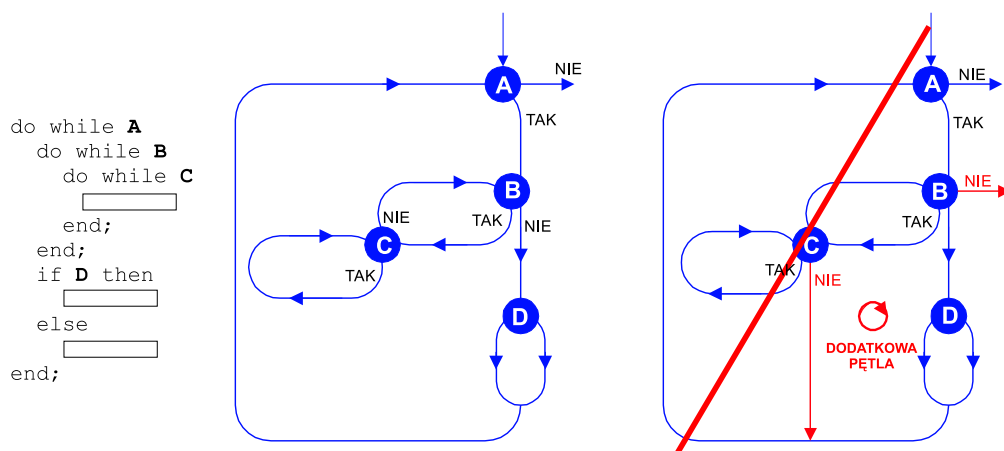 do while A
do while B
do while C
end;
end;
if D then
else
end;
A
NIE
TAK
B
NIE
TAK
NIE
C
TAK
D
A
NIE
TAK
B
NIE
TAK
C
TAK
NIE
D
DODATKOWA
PĘTLA